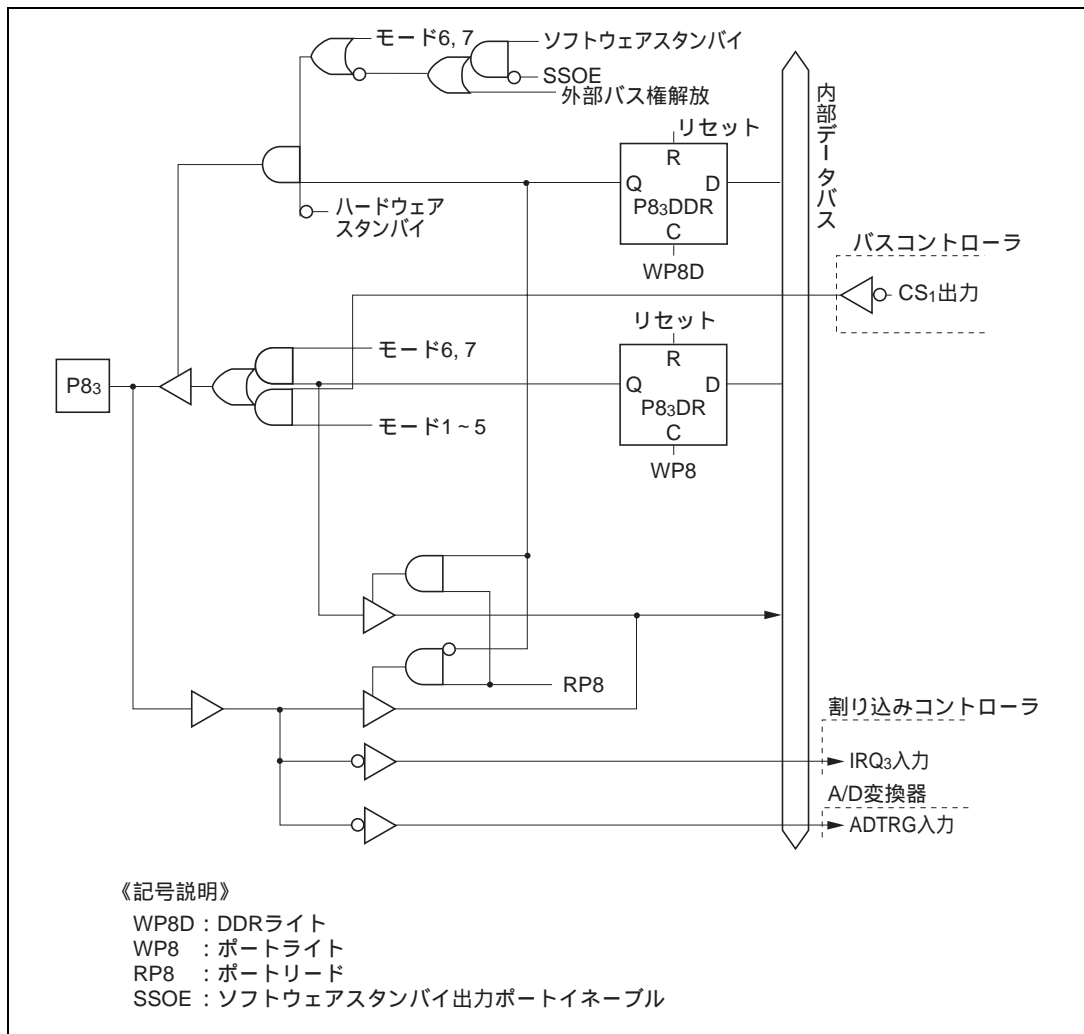 モード6, 7
ソフトウェアスタンバイ
SSOE
外部バス権解放
内部データバス
リセット
R
Q
D
P8₃DDR
C
WP8D
ハードウェア
スタンバイ
バスコントローラ
CS₁出力
リセット
R
Q
D
P8₃DR
C
WP8
モード6, 7
P8₃
モード1～5
RP8
割り込みコントローラ
IRQ₃入力
A/D変換器
ADTRG入力
《記号説明》
WP8D : DDRライト
WP8 : ポートライト
RP8 : ポートリード
SSOE : ソフトウェアスタンバイ出力ポートイネーブル